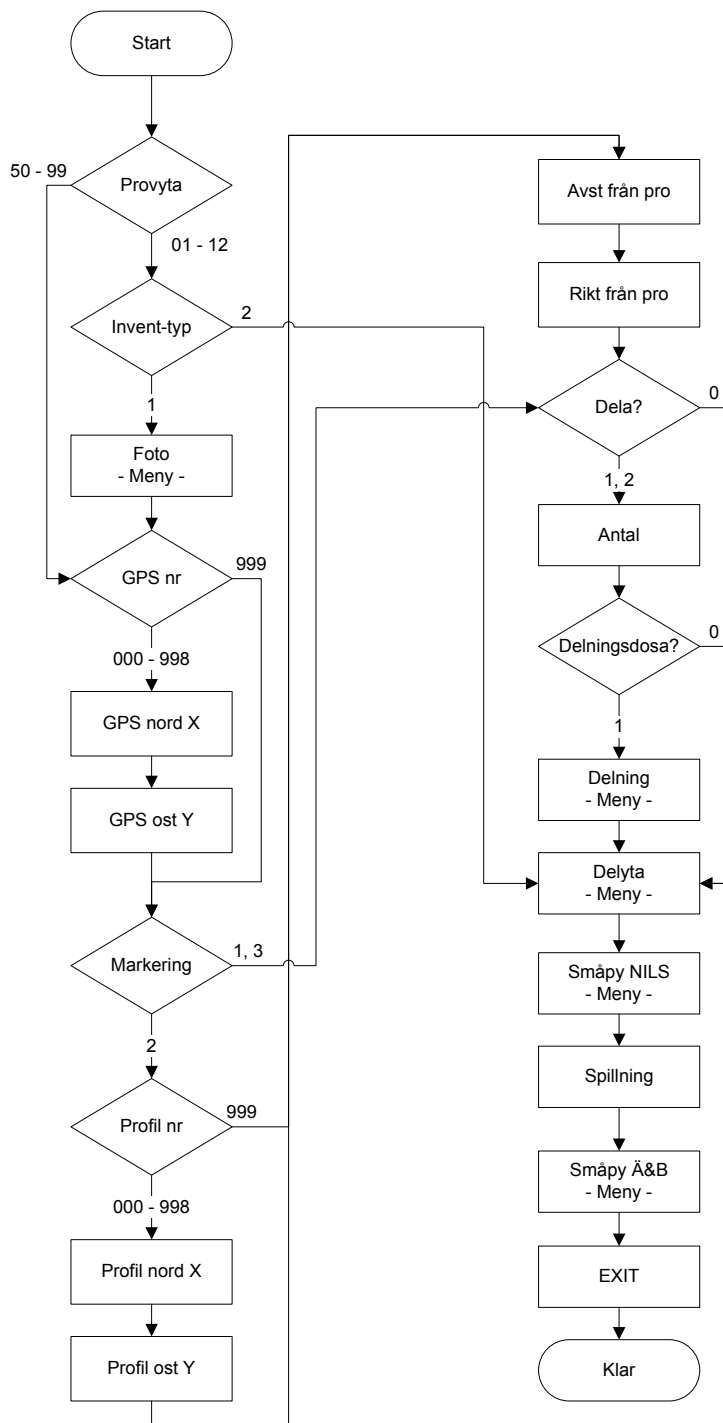 Start
50 - 99
Provyta
01 - 12
Invent-typ
2
1
Foto
- Meny -
GPS nr
999
000 - 998
GPS nord X
GPS ost Y
Markering
1, 3
2
Profil nr
999
000 - 998
Profil nord X
Profil ost Y
Avst från pro
Rikt från pro
Dela?
0
1, 2
Antal
Delningsdosa?
0
1
Delning
- Meny -
Delyta
- Meny -
Småpy NILS
- Meny -
Spillning
Småpy Ä&B
- Meny -
EXIT
Klar